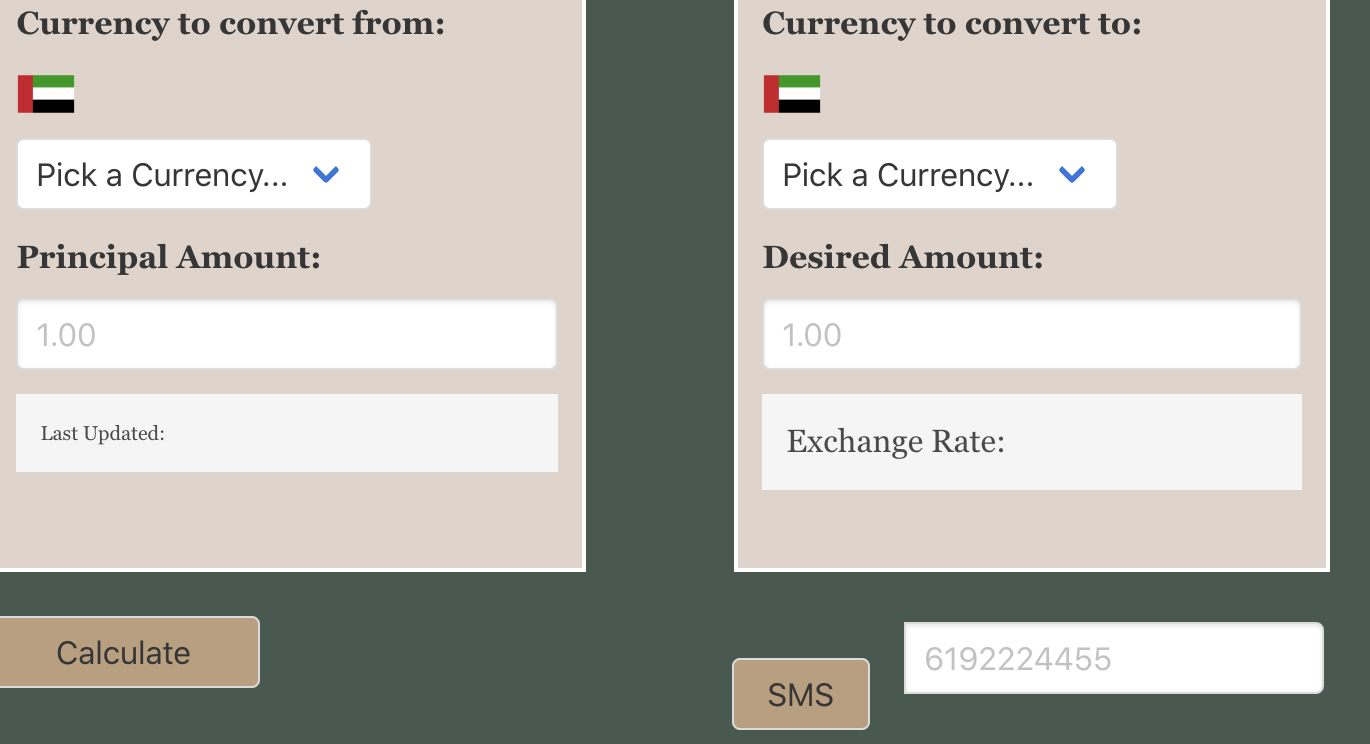 Currency to convert from:
Pick a Currency...
Principal Amount:
1.00
Last Updated:
Calculate
Currency to convert to:
Pick a Currency...
Desired Amount:
1.00
Exchange Rate:
SMS
6192224455